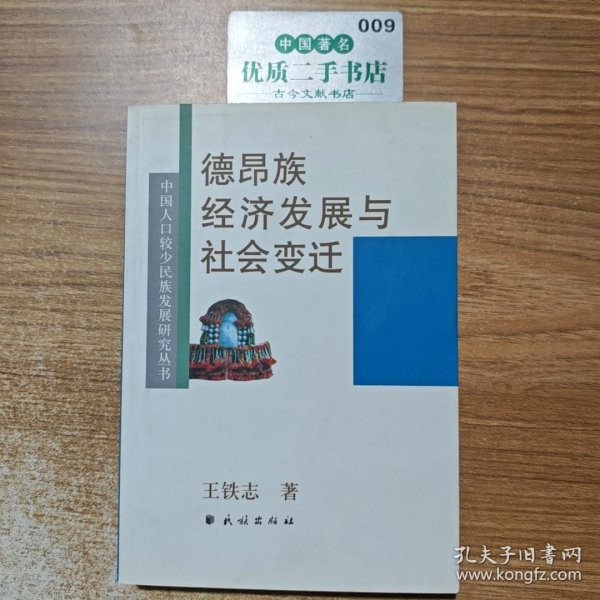 009
中国著名
优质二手书店
古今文献书店
德昂族
经济发展与
社会变迁
中国人口较少民族发展研究丛书
王铁志 著
民族出版社
孔夫子旧书网
www.kongfz.com